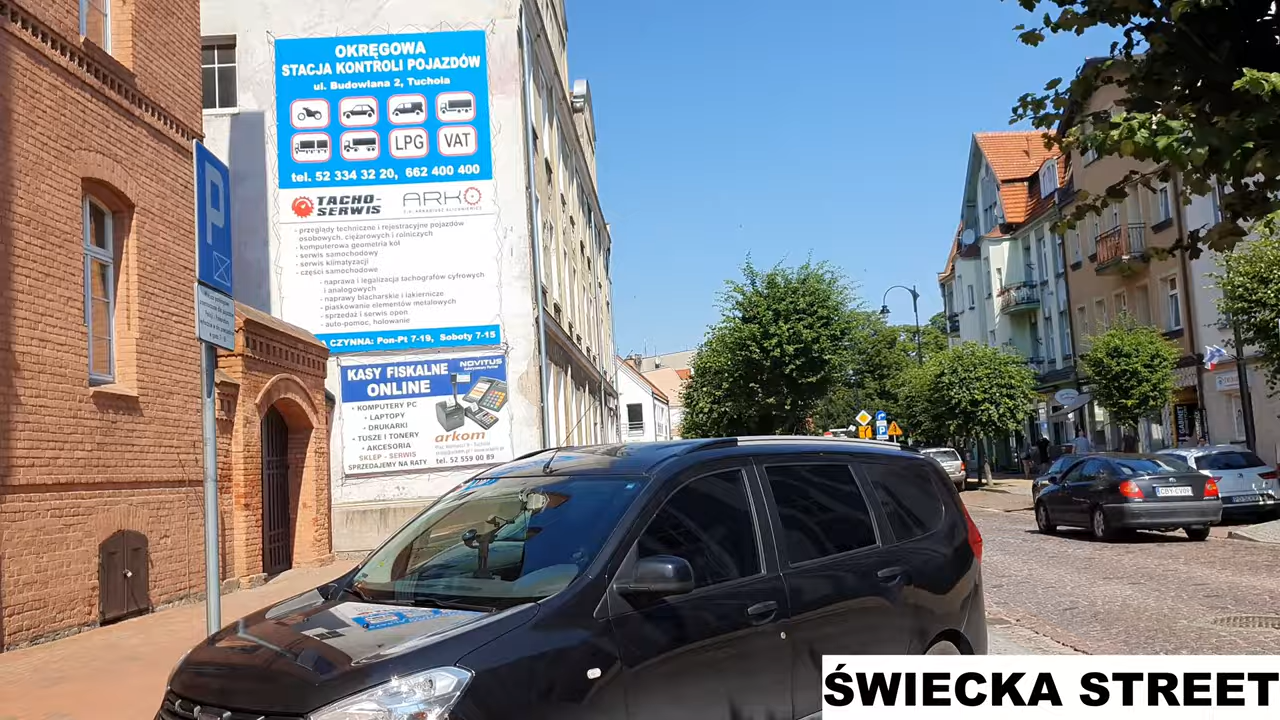 OKRĘGOWA
STACJA KONTROLI POJAZDÓW
ul. Budowlana 2, Tuchola
LPG VAT
tel. 52 334 32 20, 662 400 400
TACHO-
SERWIS
ARKO
- przeglądy techniczne i rejestracyjne pojazdów
osobowych, ciężarowych i rolniczych
- komputerowa geometria kół
- serwis samochodowy
- serwis klimatyzacji
- części samochodowe
- naprawa i legalizacja tachografów cyfrowych
i analogowych
- naprawy blacharskie i lakiernicze
- piaskowanie elementów metalowych
- sprzedaż i serwis opon
- auto-pomoc, holowanie
CZYNNA: Pon-Pt 7-19, Soboty 7-15
KASY FISKALNE
ONLINE
NOVITUS
• KOMPUTERY PC
• LAPTOPY
• DRUKARKI
• TUSZE I TONERY
• AKCESORIA
SKLEP - SERWIS
SPRZEDAJEMY NA RATY
arkom
tel. 52 559 00 89
P
CBY CV09
ŚWIECKA STREET